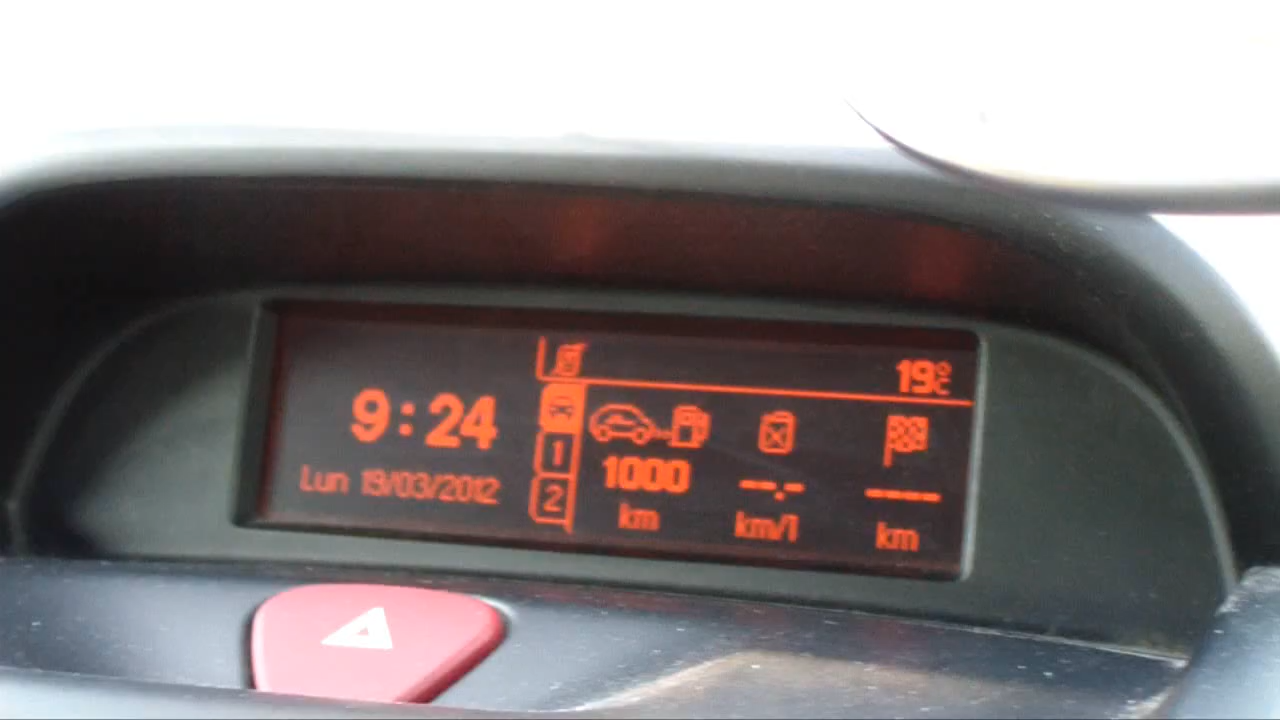 19°C
9:24
Lun 19/03/2012
1
2
1000 --.- ----
km km/l km